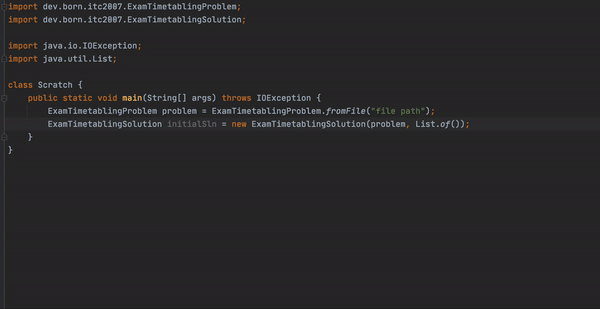 import dev.born.itc2007.ExamTimetablingProblem;
import dev.born.itc2007.ExamTimetablingSolution;

import java.io.IOException;
import java.util.List;

class Scratch {
    public static void main(String[] args) throws IOException {
        ExamTimetablingProblem problem = ExamTimetablingProblem.fromFile("file path");
        ExamTimetablingSolution initialSln = new ExamTimetablingSolution(problem, List.of());
    }
}